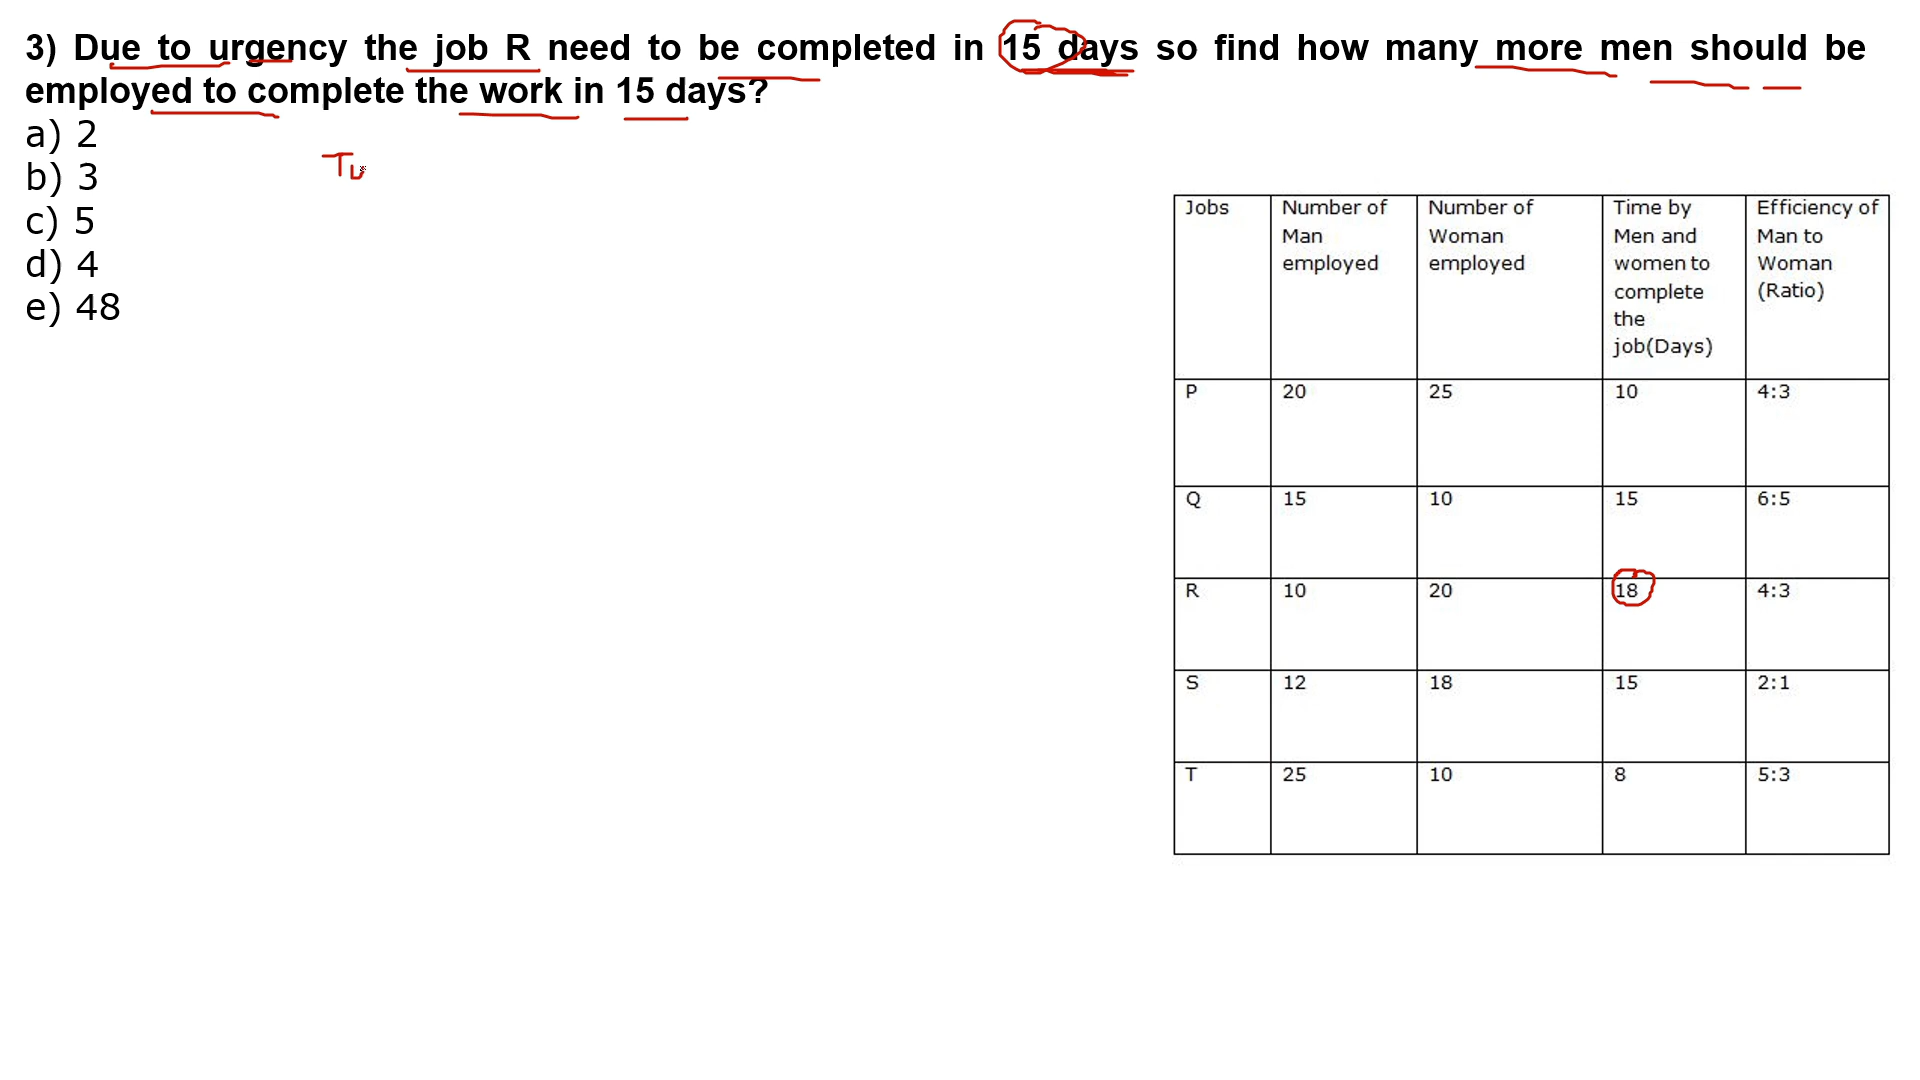 3) Due to urgency the job R need to be completed in 15 days so find how many more men should be
employed to complete the work in 15 days?
a) 2
b) 3
c) 5
d) 4
e) 48
Jobs
Number of
Man
employed
Number of
Woman
employed
Time by
Men and
women to
complete
the
job(Days)
Efficiency of
Man to
Woman
(Ratio)
P 20 25 10 4:3
Q 15 10 15 6:5
R 10 20 18 4:3
S 12 18 15 2:1
T 25 10 8 5:3